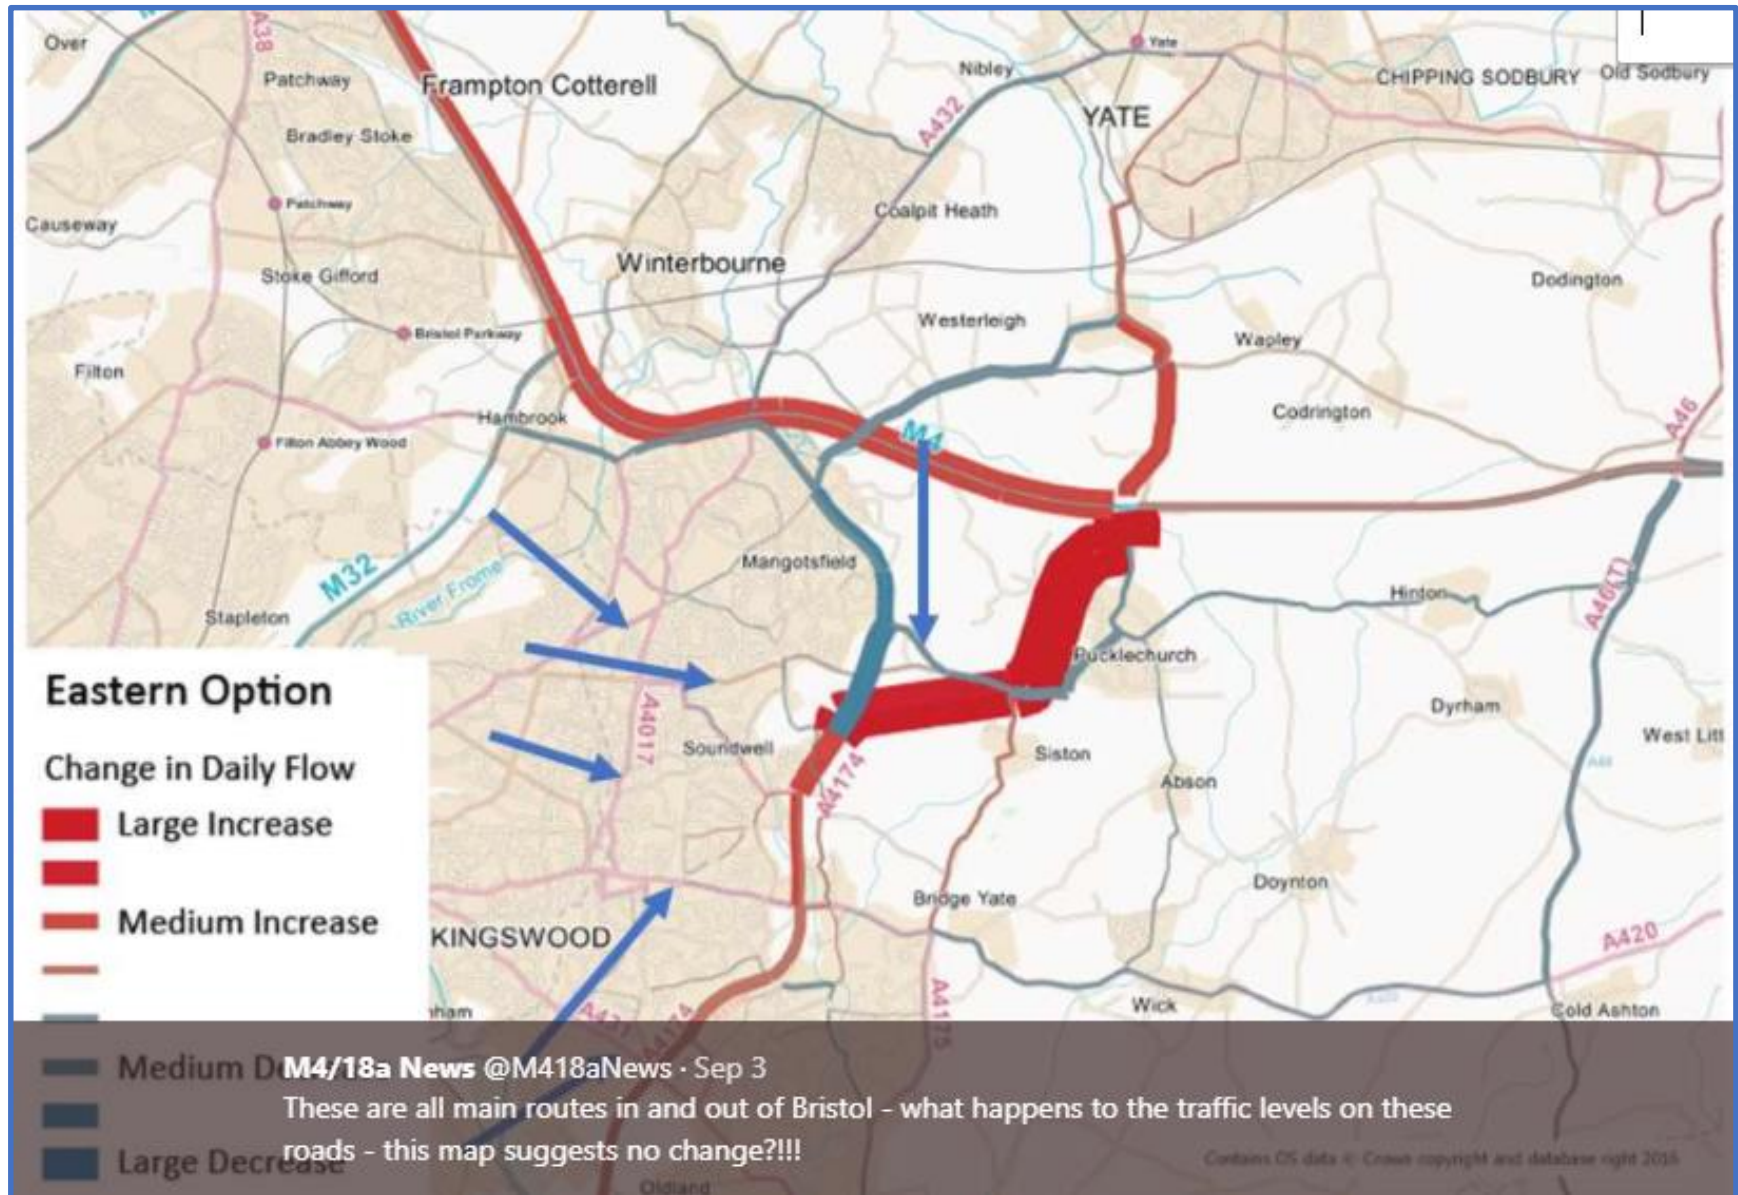 Over
A38
Patchway
Frampton Cotterell
Nibley
Yate
CHIPPING SODBURY
Old Sodbury
A432
YATE
Bradley Stoke
Patchway
Causeway
Coalpit Heath
Winterbourne
Stoke Gifford
Dodington
Bristol Parkway
Westerleigh
Wapley
Filton
Hambrook
Codrington
A46
Filton Abbey Wood
M4
M32
River Frome
Mangotsfield
Hinton
A46(T)
Stapleton
Pucklechurch
Eastern Option
A4017
Soundwell
Siston
Dyrham
West Litt
Change in Daily Flow
A4174
Abson
Large Increase
Medium Increase
Bridge Yate
Doynton
KINGSWOOD
A420
Wick
Cold Ashton
A431
A4174
A4175
nham
Medium De
Large Decrease
M4/18a News @M418aNews · Sep 3
These are all main routes in and out of Bristol - what happens to the traffic levels on these
roads - this map suggests no change?!!!
Contains OS data © Crown copyright and database right 2016
Oldland